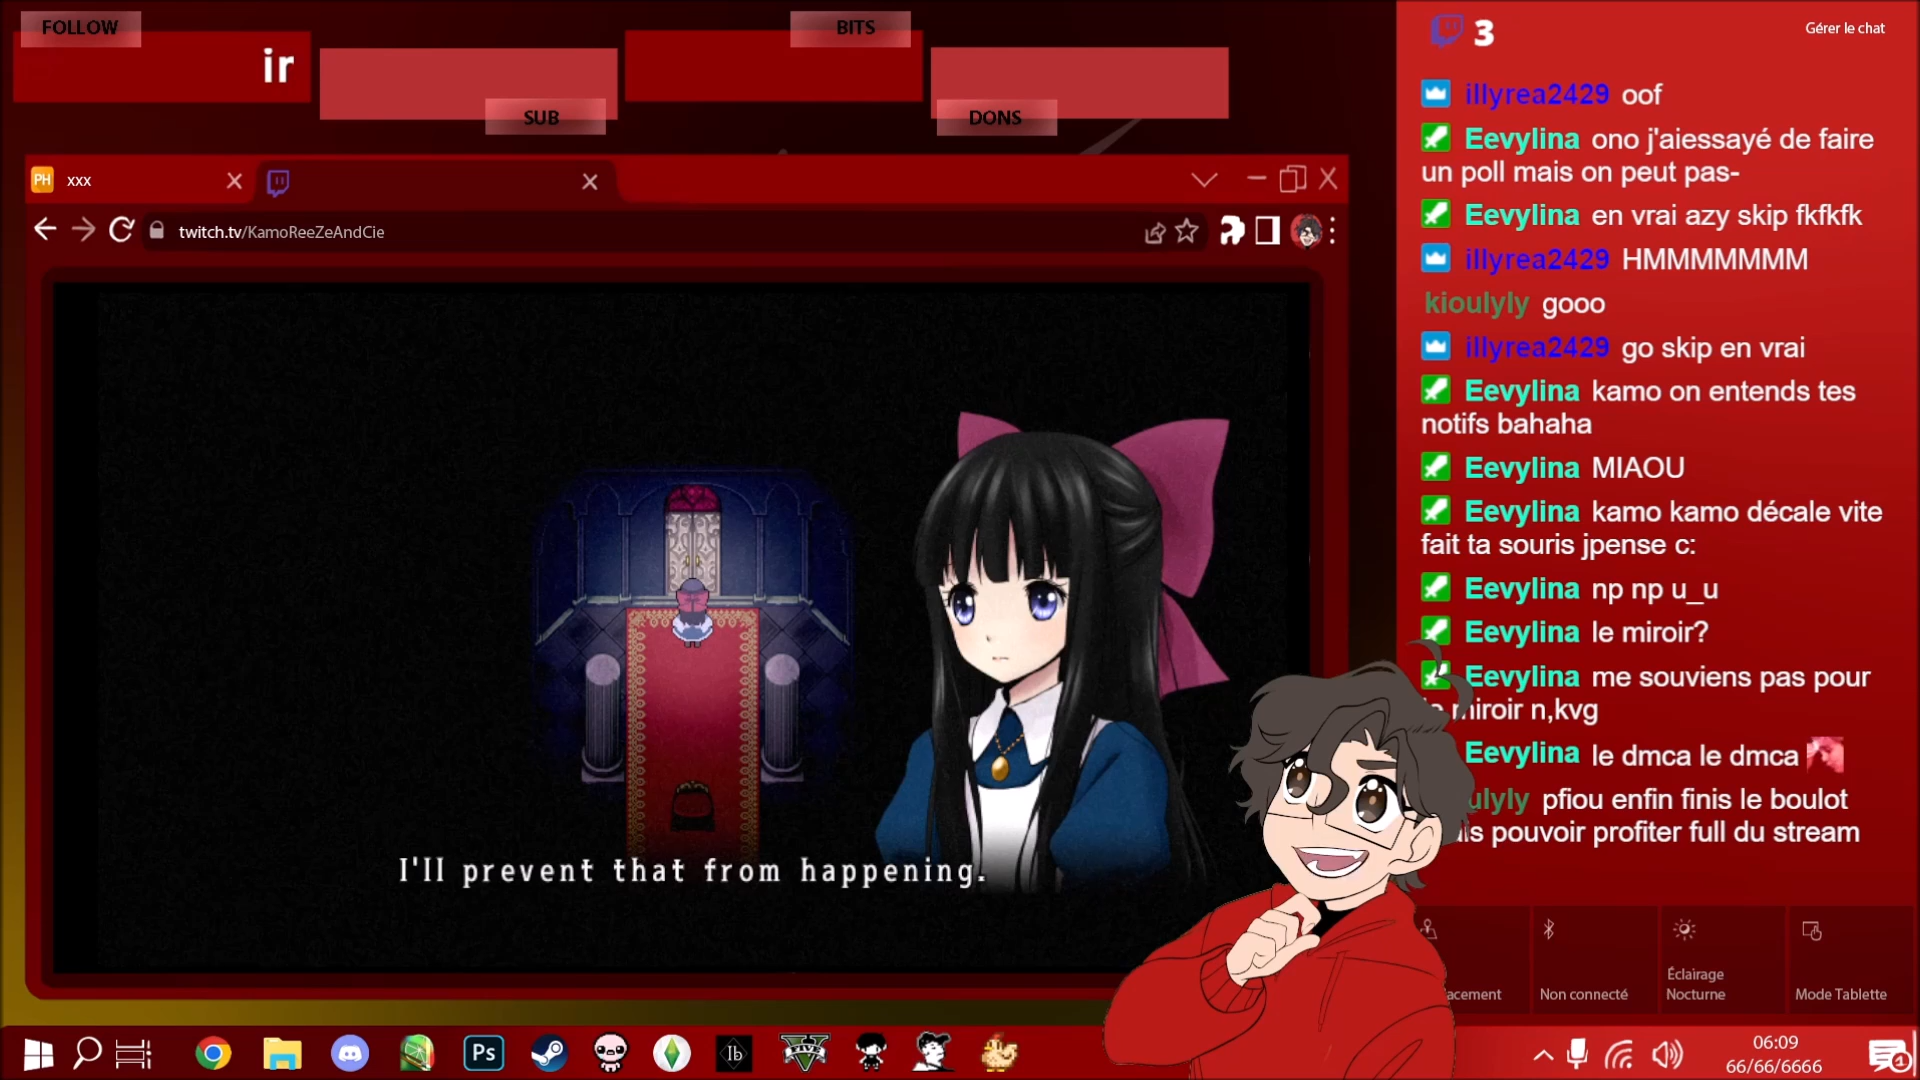 FOLLOW
ir
SUB
BITS
DONS
PH xxx
twitch.tv/KamoReeZeAndCie
I'll prevent that from happening.
3
Gérer le chat
illyrea2429 oof
Eevylina ono j'aiessayé de faire
un poll mais on peut pas-
Eevylina en vrai azy skip fkfkfk
illyrea2429 HMMMMMMM
kioulyly gooo
illyrea2429 go skip en vrai
Eevylina kamo on entends tes
notifs bahaha
Eevylina MIAOU
Eevylina kamo kamo décale vite
fait ta souris jpense c:
Eevylina np np u_u
Eevylina le miroir?
Eevylina me souviens pas pour
miroir n,kvg
Eevylina le dmca le dmca
ulyly pfiou enfin finis le boulot
is pouvoir profiter full du stream
acement
Non connecté
Éclairage
Nocturne
Mode Tablette
Ps
Ib
V
FIVE
06:09
66/66/6666
1